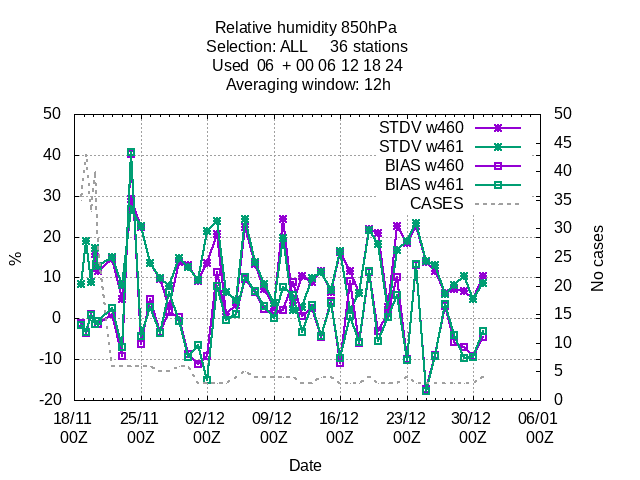 Relative humidity 850hPa
Selection: ALL     36 stations
Used  06  + 00 06 12 18 24
Averaging window: 12h
50 50
45
40 40
35
30 30
25
20 20
15
10 10
5
0 0
-10
-20
%
No cases
STDV w460
STDV w461
BIAS w460
BIAS w461
CASES
18/11 25/11 02/12 09/12 16/12 23/12 30/12 06/01
00Z 00Z 00Z 00Z 00Z 00Z 00Z 00Z
Date